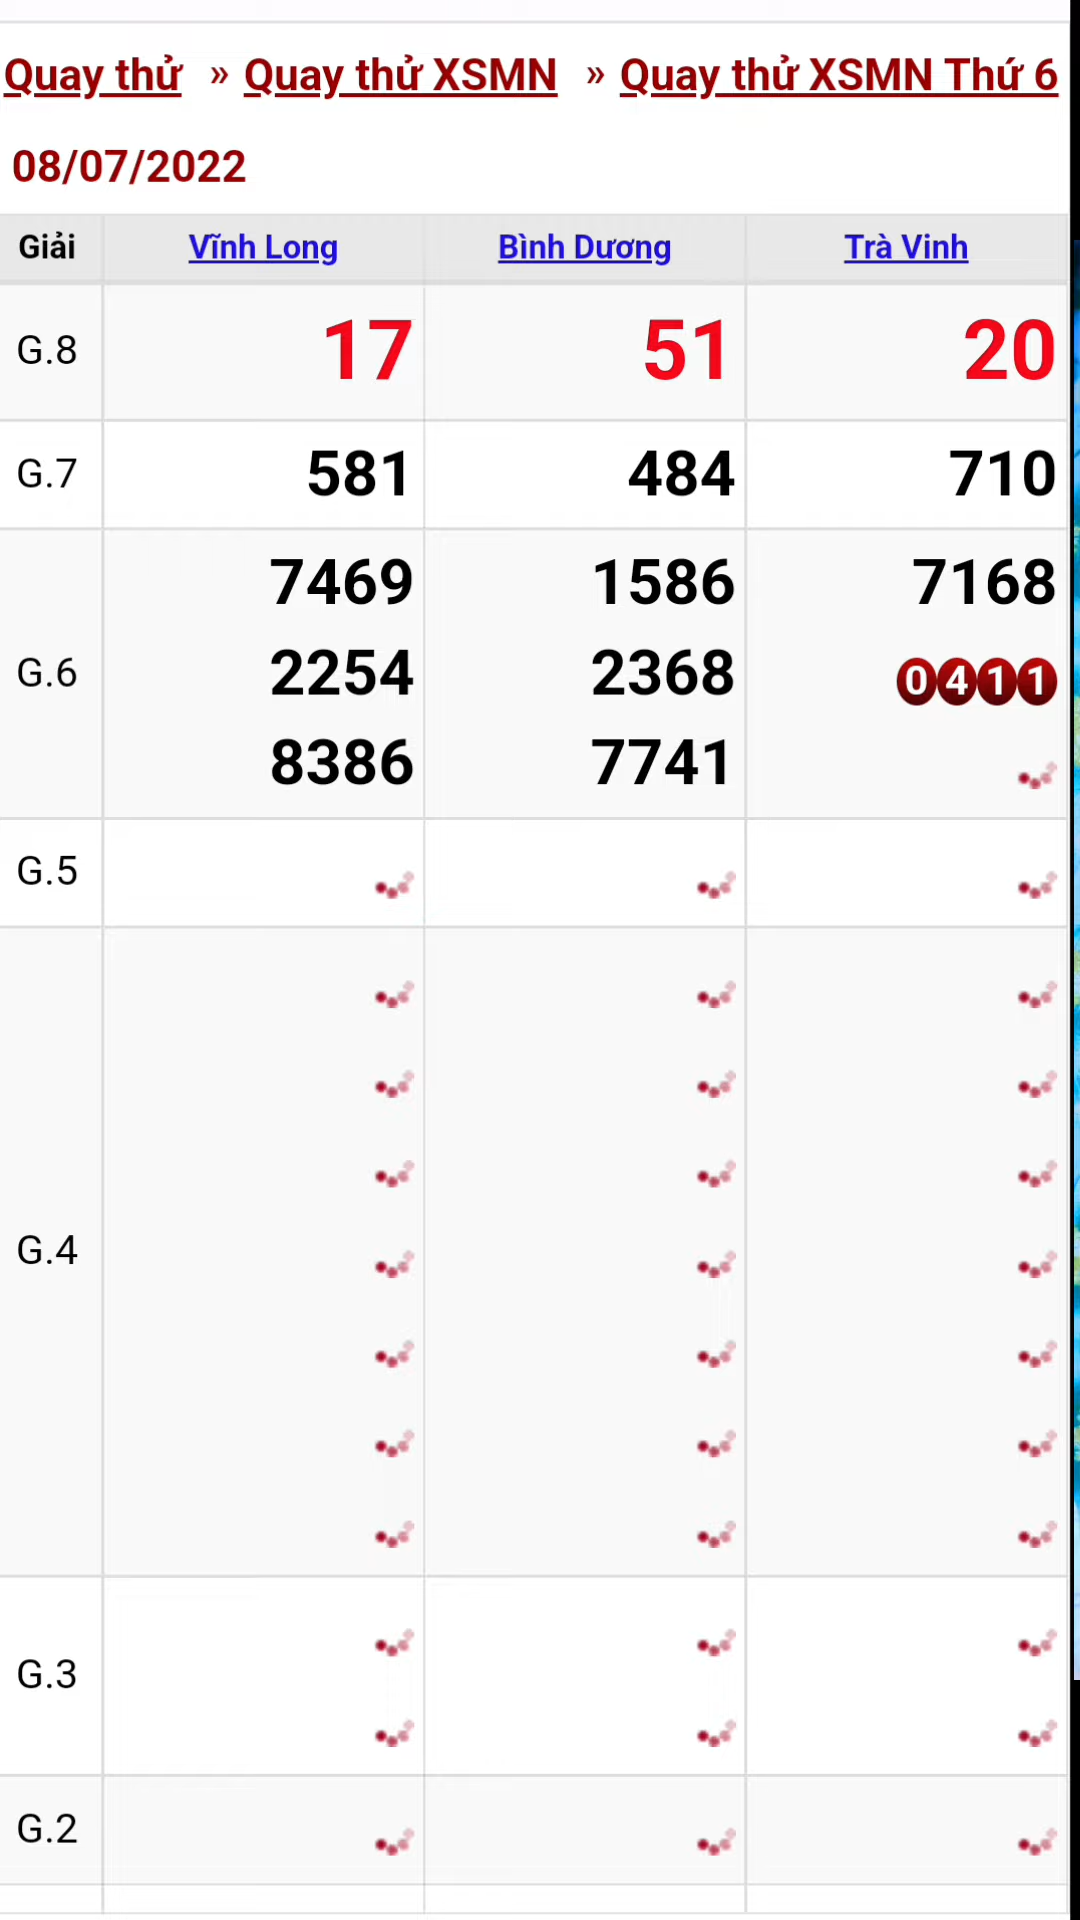 Quay thử » Quay thử XSMN » Quay thử XSMN Thứ 6
08/07/2022
Giải Vĩnh Long Bình Dương Trà Vinh
G.8 17 51 20
G.7 581 484 710
7469 1586 7168
G.6 2254 2368 0411
8386 7741
G.5
G.4
G.3
G.2